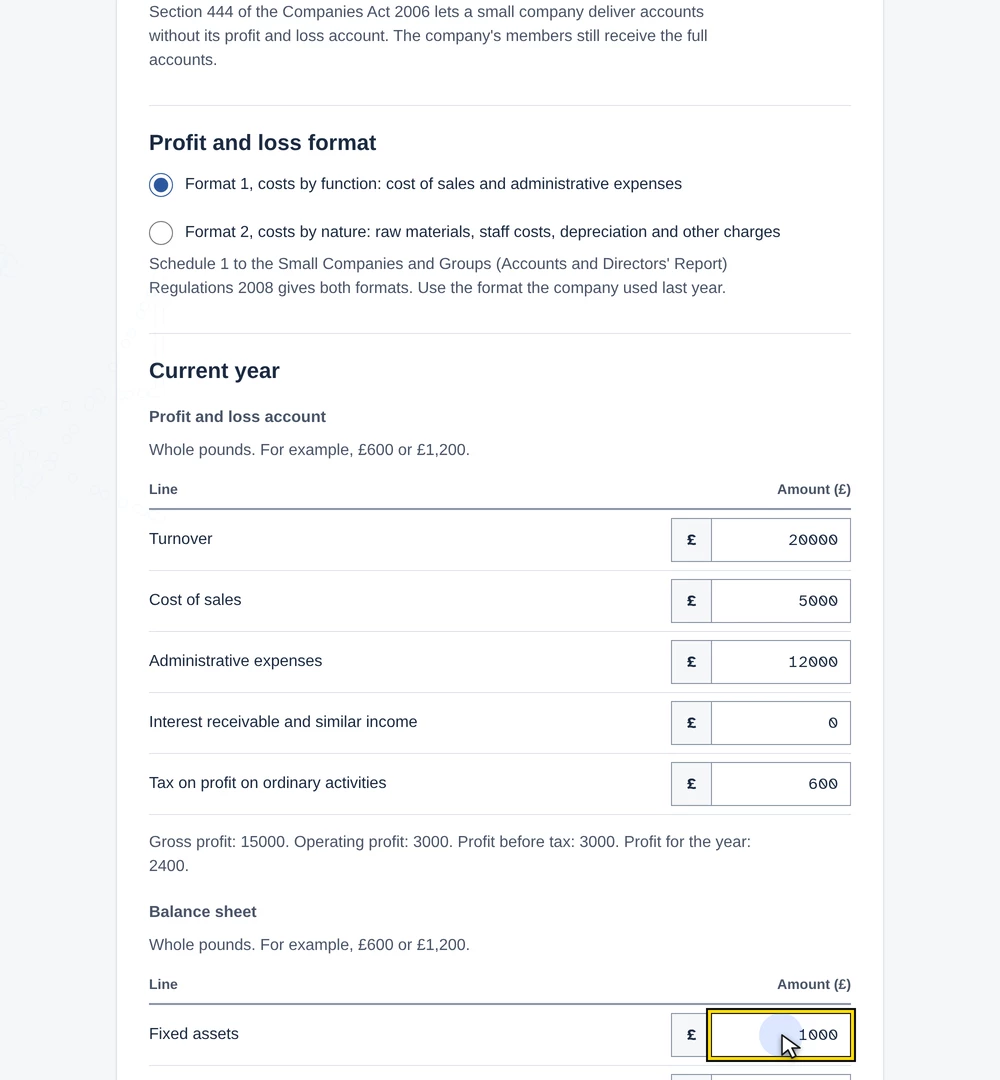 Section 444 of the Companies Act 2006 lets a small company deliver accounts
without its profit and loss account. The company's members still receive the full
accounts.
Profit and loss format
Format 1, costs by function: cost of sales and administrative expenses
Format 2, costs by nature: raw materials, staff costs, depreciation and other charges
Schedule 1 to the Small Companies and Groups (Accounts and Directors' Report)
Regulations 2008 gives both formats. Use the format the company used last year.
Current year
Profit and loss account
Whole pounds. For example, £600 or £1,200.
Line Amount (£)
Turnover £ 20000
Cost of sales £ 5000
Administrative expenses £ 12000
Interest receivable and similar income £ 0
Tax on profit on ordinary activities £ 600
Gross profit: 15000. Operating profit: 3000. Profit before tax: 3000. Profit for the year:
2400.
Balance sheet
Whole pounds. For example, £600 or £1,200.
Line Amount (£)
Fixed assets £ 1000